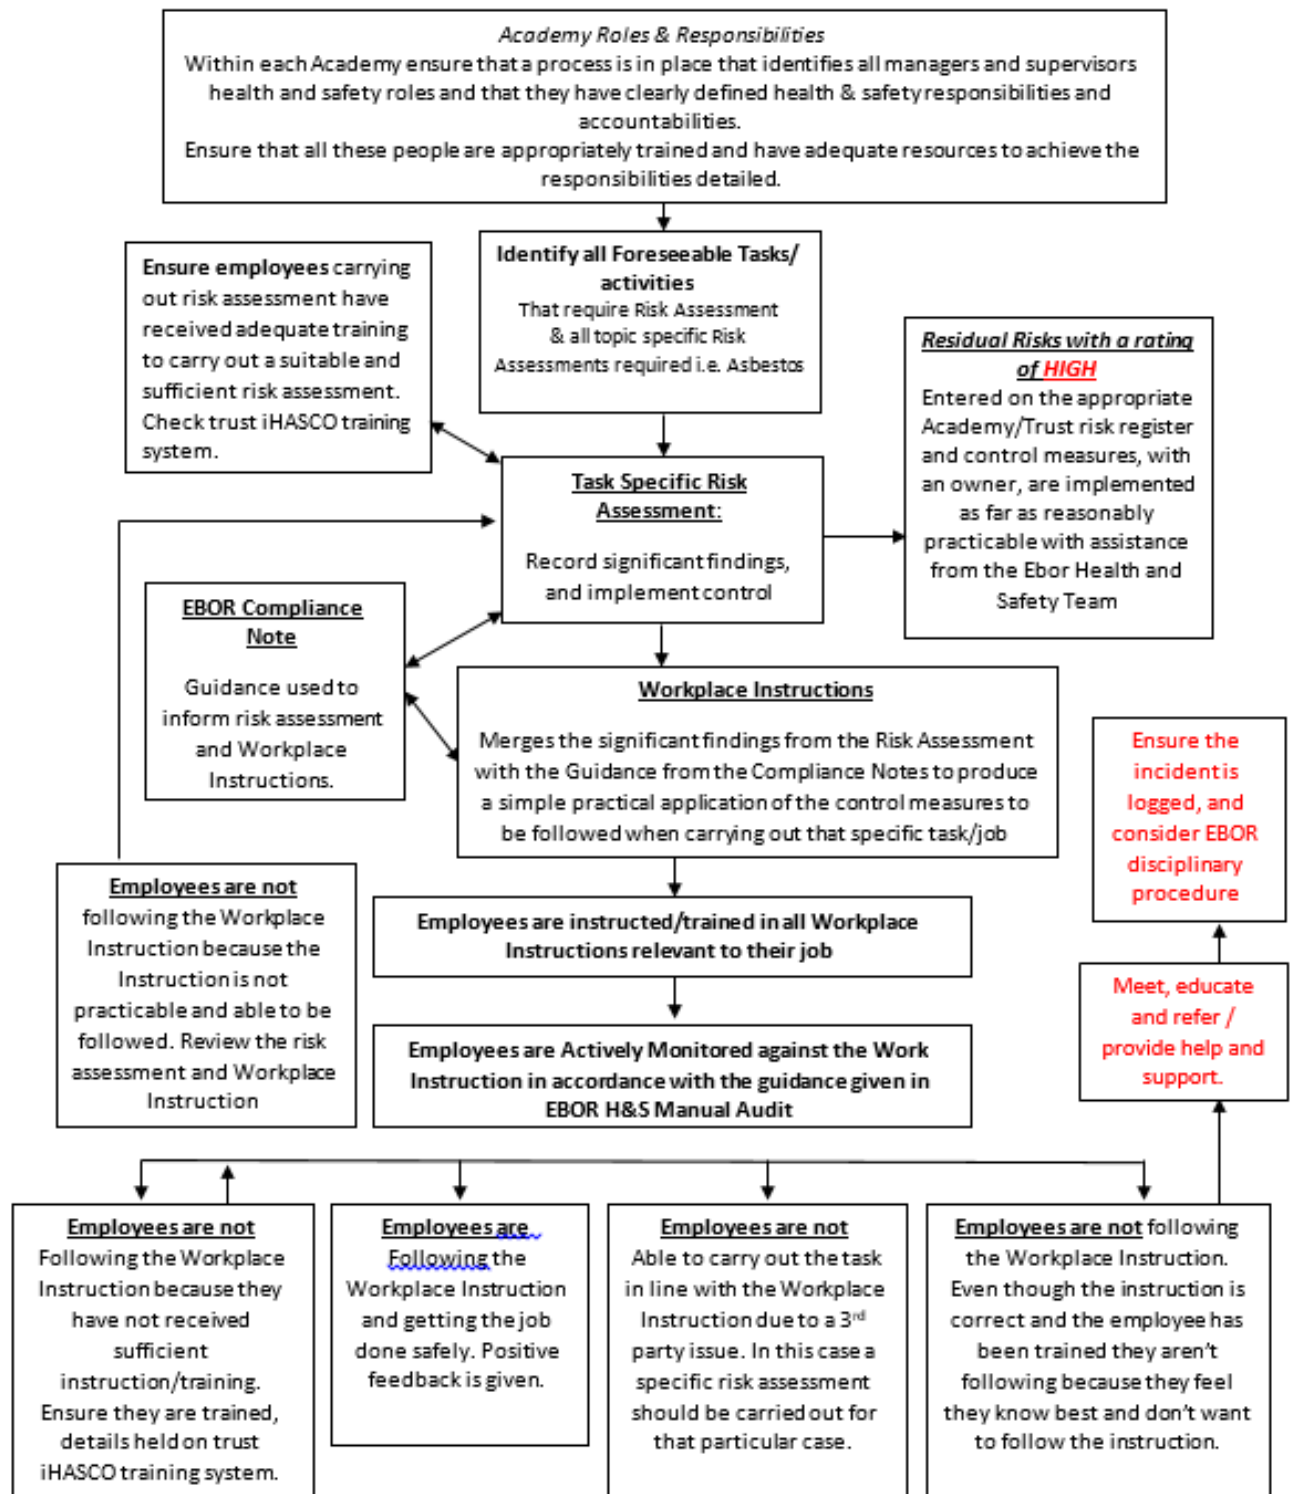 Academy Roles & Responsibilities
Within each Academy ensure that a process is in place that identifies all managers and supervisors
health and safety roles and that they have clearly defined health & safety responsibilities and
accountabilities.
Ensure that all these people are appropriately trained and have adequate resources to achieve the
responsibilities detailed.
Ensure employees carrying
out risk assessment have
received adequate training
to carry out a suitable and
sufficient risk assessment.
Check trust iHASCO training
system.
Identify all Foreseeable Tasks/
activities
That require Risk Assessment
& all topic specific Risk
Assessments required i.e. Asbestos
Residual Risks with a rating
of HIGH
Entered on the appropriate
Academy/Trust risk register
and control measures, with
an owner, are implemented
as far as reasonably
practicable with assistance
from the Ebor Health and
Safety Team
Task Specific Risk
Assessment:
Record significant findings,
and implement control
EBOR Compliance
Note
Guidance used to
inform risk assessment
and Workplace
Instructions.
Workplace Instructions
Merges the significant findings from the Risk Assessment
with the Guidance from the Compliance Notes to produce
a simple practical application of the control measures to
be followed when carrying out that specific task/job
Ensure the
incident is
logged, and
consider EBOR
disciplinary
procedure
Employees are not
following the Workplace
Instruction because the
Instruction is not
practicable and able to be
followed. Review the risk
assessment and Workplace
Instruction
Employees are instructed/trained in all Workplace
Instructions relevant to their job
Meet, educate
and refer /
provide help and
support.
Employees are Actively Monitored against the Work
Instruction in accordance with the guidance given in
EBOR H&S Manual Audit
Employees are not
Following the Workplace
Instruction because they
have not received
sufficient
instruction/training.
Ensure they are trained,
details held on trust
iHASCO training system.
Employees are
Following the
Workplace Instruction
and getting the job
done safely. Positive
feedback is given.
Employees are not
Able to carry out the task
in line with the Workplace
Instruction due to a 3rd
party issue. In this case a
specific risk assessment
should be carried out for
that particular case.
Employees are not following
the Workplace Instruction.
Even though the instruction is
correct and the employee has
been trained they aren't
following because they feel
they know best and don't want
to follow the instruction.